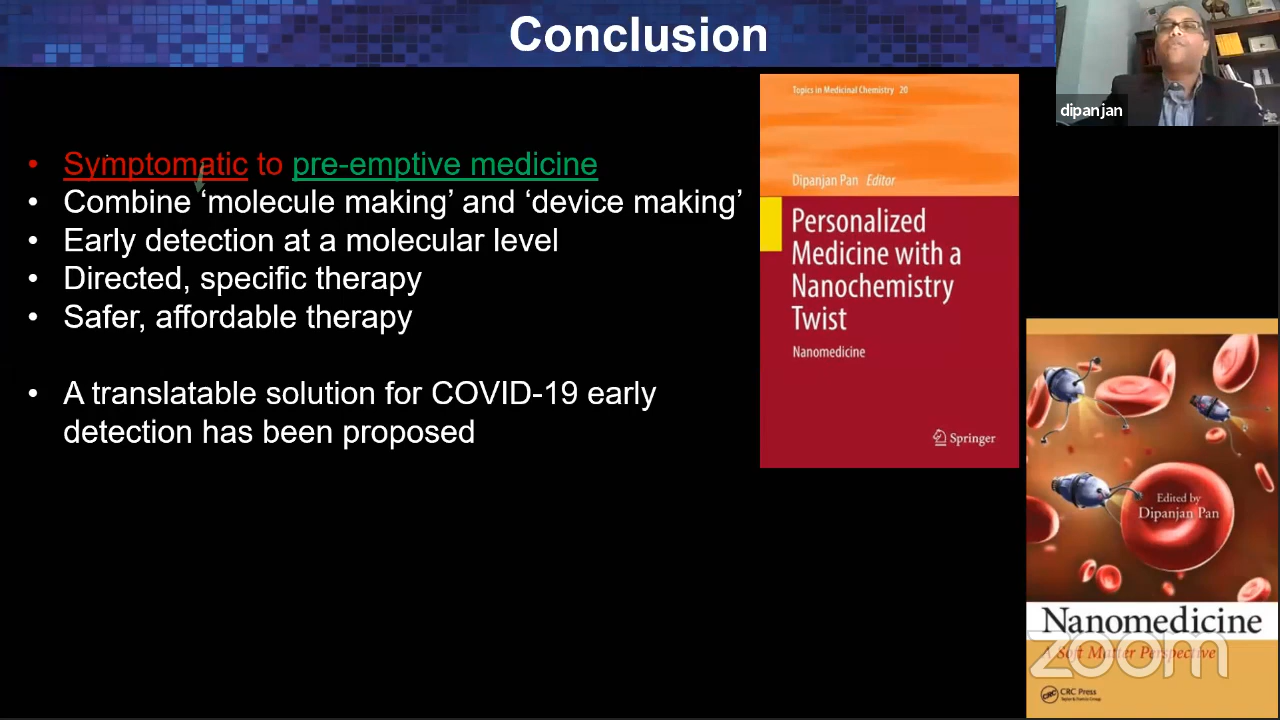 Conclusion
dipanjan
• Symptomatic to pre-emptive medicine
• Combine ‘molecule making’ and ‘device making’
• Early detection at a molecular level
• Directed, specific therapy
• Safer, affordable therapy
• A translatable solution for COVID-19 early
detection has been proposed
Topics in Medicinal Chemistry 20
Dipanjan Pan Editor
Personalized
Medicine with a
Nanochemistry
Twist
Nanomedicine
Springer
Edited by
Dipanjan Pan
Nanomedicine
A Soft Matter Perspective
zoom
CRC Press
Taylor & Francis Group